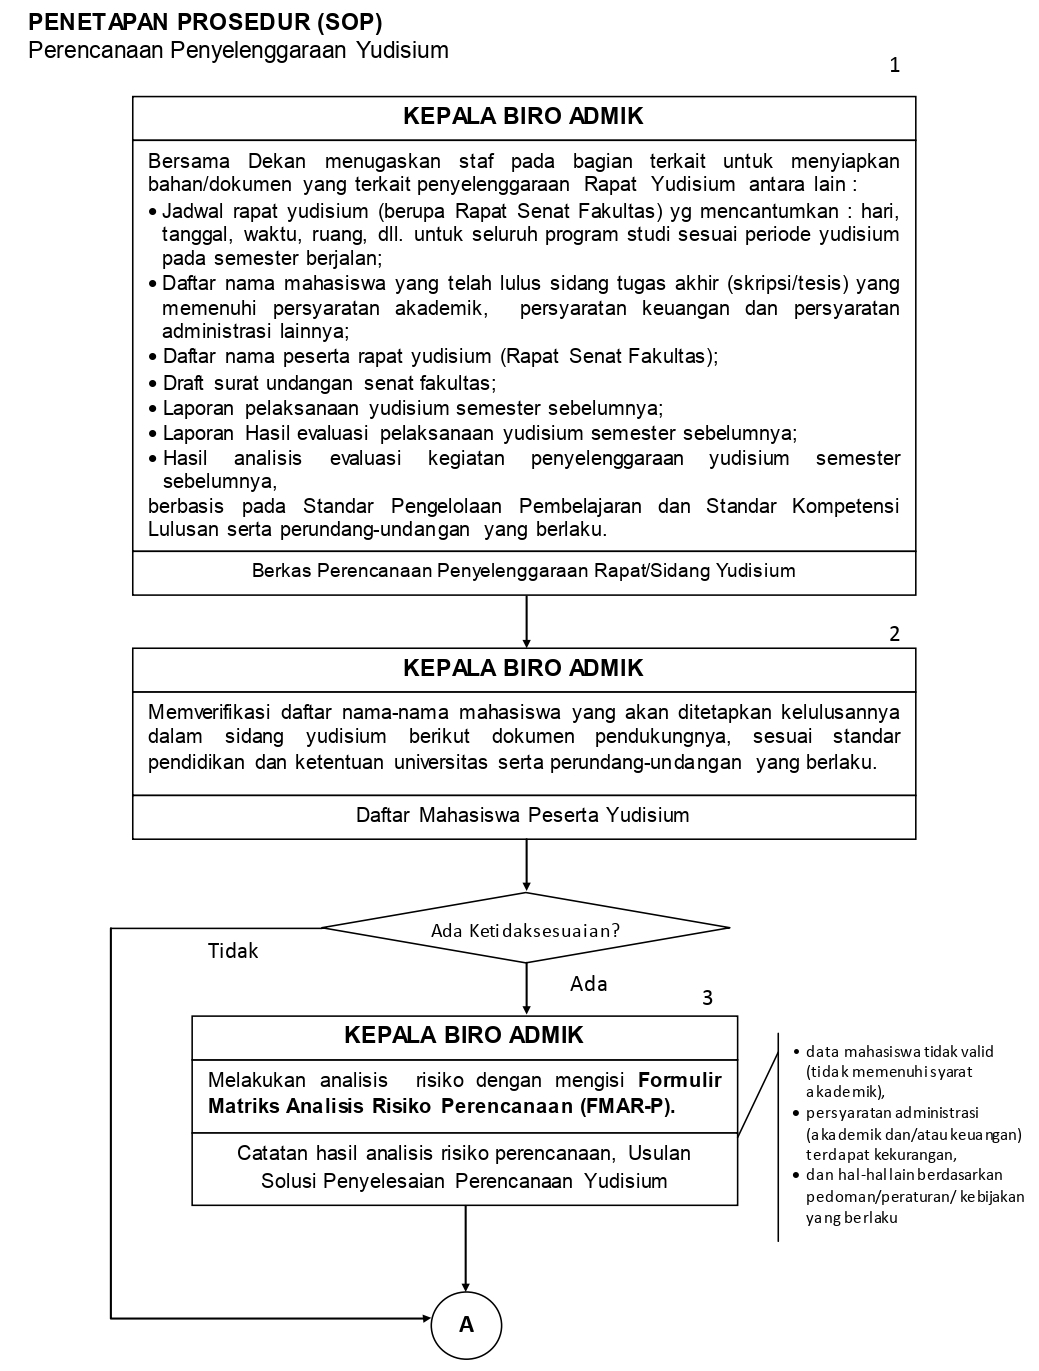 PENETAPAN PROSEDUR (SOP)
Perencanaan Penyelenggaraan Yudisium
1
KEPALA BIRO ADMIK
Bersama Dekan menugaskan staf pada bagian terkait untuk menyiapkan
bahan/dokumen yang terkait penyelenggaraan Rapat Yudisium antara lain :
• Jadwal rapat yudisium (berupa Rapat Senat Fakultas) yg mencantumkan : hari,
tanggal, waktu, ruang, dll. untuk seluruh program studi sesuai periode yudisium
pada semester berjalan;
• Daftar nama mahasiswa yang telah lulus sidang tugas akhir (skripsi/tesis) yang
memenuhi persyaratan akademik, persyaratan keuangan dan persyaratan
administrasi lainnya;
• Daftar nama peserta rapat yudisium (Rapat Senat Fakultas);
• Draft surat undangan senat fakultas;
• Laporan pelaksanaan yudisium semester sebelumnya;
• Laporan Hasil evaluasi pelaksanaan yudisium semester sebelumnya;
• Hasil analisis evaluasi kegiatan penyelenggaraan yudisium semester
sebelumnya,
berbasis pada Standar Pengelolaan Pembelajaran dan Standar Kompetensi
Lulusan serta perundang-undangan yang berlaku.
Berkas Perencanaan Penyelenggaraan Rapat/Sidang Yudisium
2
KEPALA BIRO ADMIK
Memverifikasi daftar nama-nama mahasiswa yang akan ditetapkan kelulusannya
dalam sidang yudisium berikut dokumen pendukungnya, sesuai standar
pendidikan dan ketentuan universitas serta perundang-undangan yang berlaku.
Daftar Mahasiswa Peserta Yudisium
Ada Ketidaksesuaian?
Tidak
Ada
3
KEPALA BIRO ADMIK
Melakukan analisis risiko dengan mengisi Formulir
Matriks Analisis Risiko Perencanaan (FMAR-P).
Catatan hasil analisis risiko perencanaan, Usulan
Solusi Penyelesaian Perencanaan Yudisium
• data mahasiswa tidak valid
(tidak memenuhi syarat
akademik),
• persyaratan administrasi
(akademik dan/atau keuangan)
terdapat kekurangan,
• dan hal-hal lain berdasarkan
pedoman/peraturan/ kebijakan
yang berlaku
A